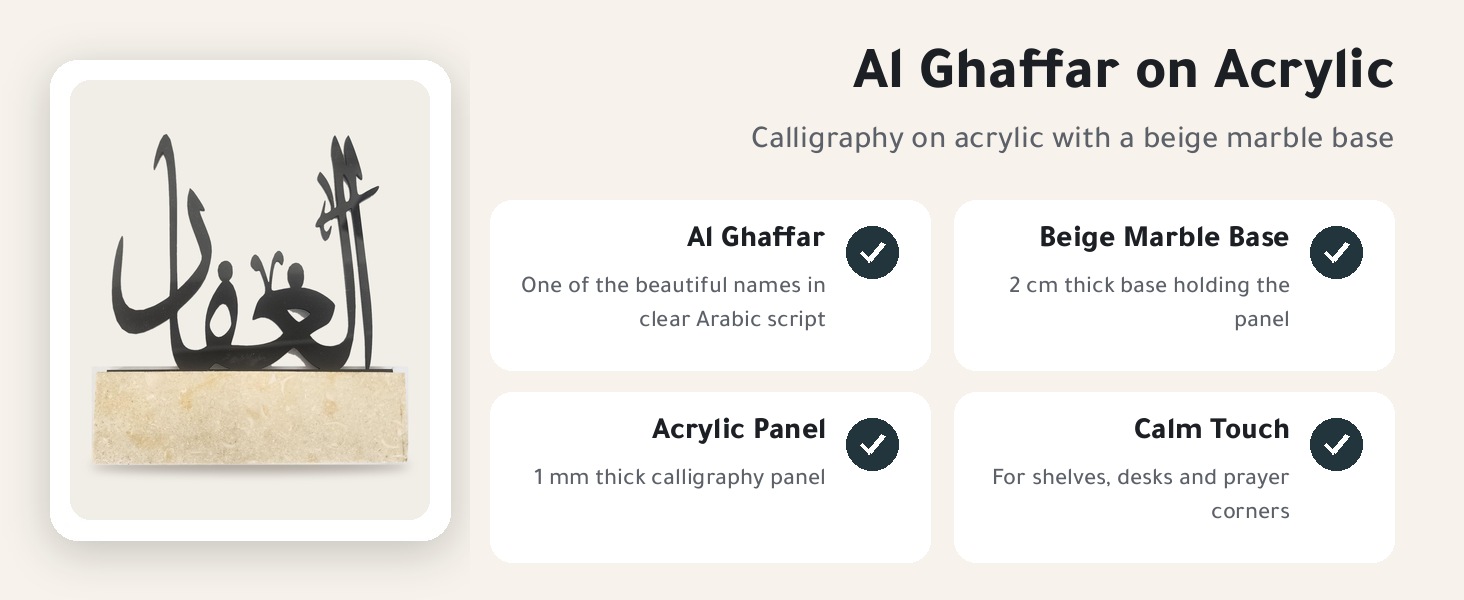 الغفار
Al Ghaffar on Acrylic
Calligraphy on acrylic with a beige marble base
Al Ghaffar
One of the beautiful names in
clear Arabic script
Beige Marble Base
2 cm thick base holding the
panel
Acrylic Panel
1 mm thick calligraphy panel
Calm Touch
For shelves, desks and prayer
corners